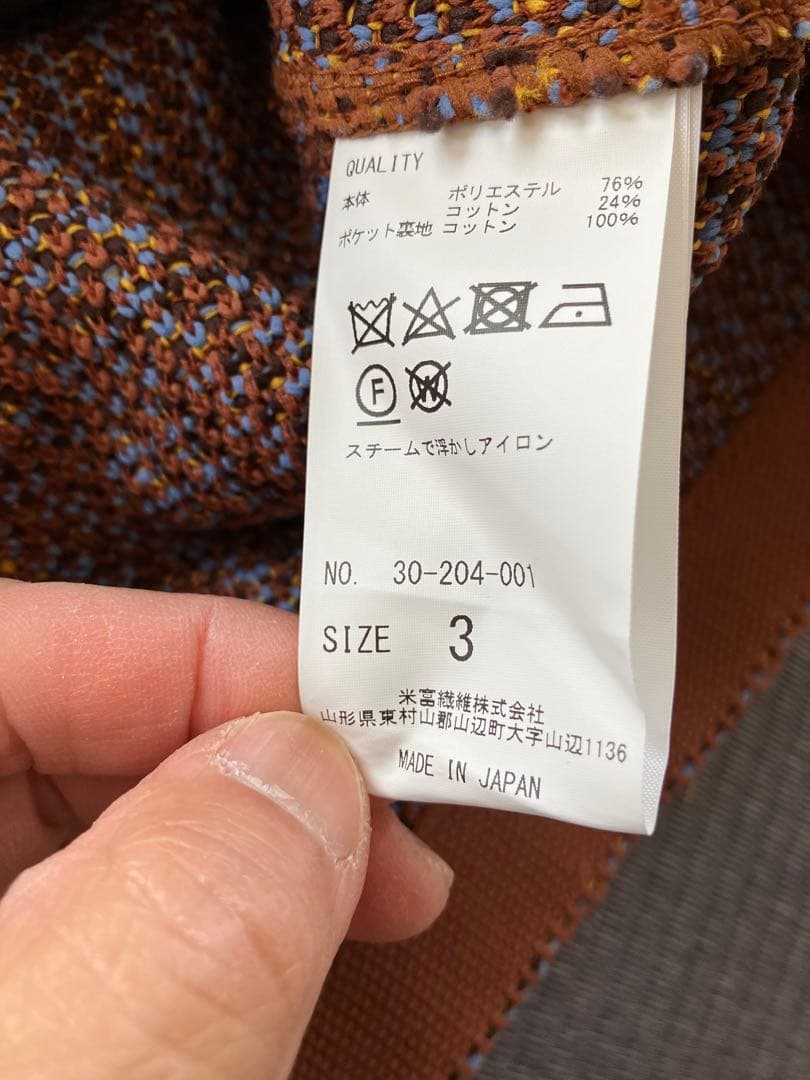 QUALITY
本体 ポリエステル 76%
コットン 24%
ポケット裏地 コットン 100%
F
W
スチームで浮かしアイロン
NO. 30-204-001
SIZE 3
米富繊維株式会社
山形県東村山郡山辺町大字山辺1136
MADE IN JAPAN